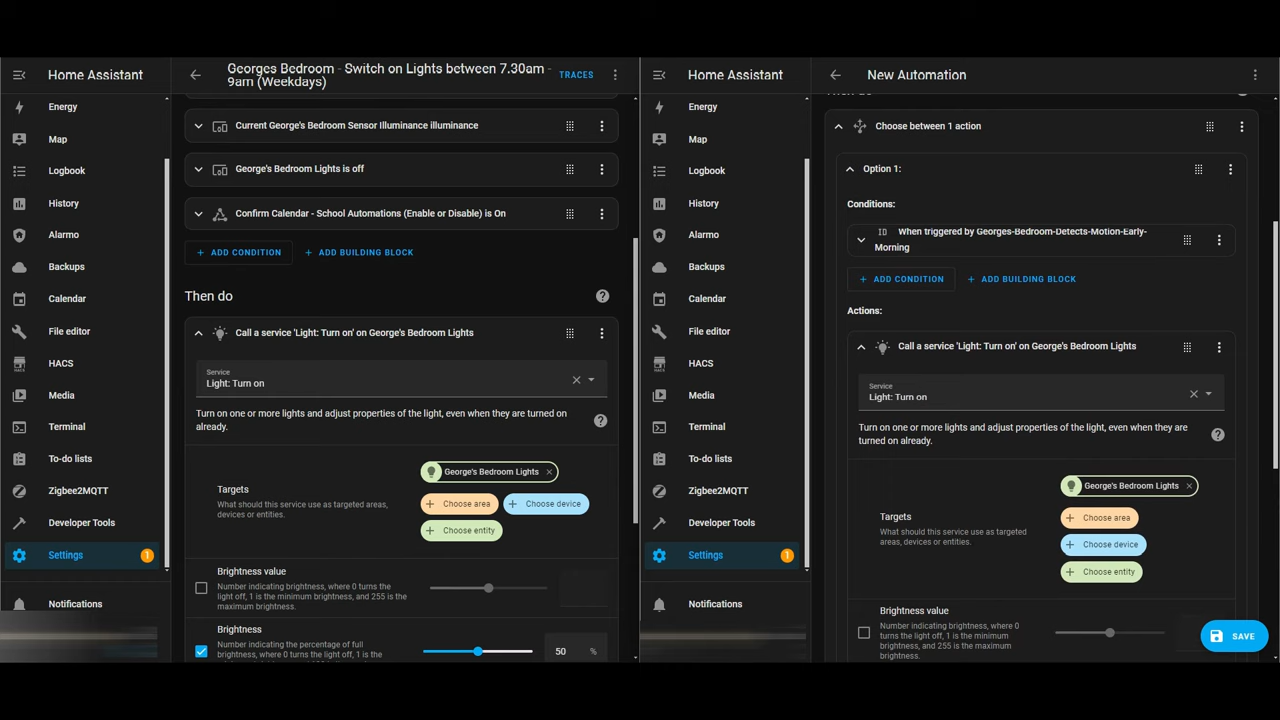 Home Assistant
Energy
Map
Logbook
History
Alarmo
Backups
Calendar
File editor
HACS
Media
Terminal
To-do lists
Zigbee2MQTT
Developer Tools
Settings
1
Notifications
Georges Bedroom - Switch on Lights between 7.30am -
9am (Weekdays)
TRACES
Current George's Bedroom Sensor Illuminance illuminance
George's Bedroom Lights is off
Confirm Calendar - School Automations (Enable or Disable) is On
+ ADD CONDITION
+ ADD BUILDING BLOCK
Then do
Call a service 'Light: Turn on' on George's Bedroom Lights
Service
Light: Turn on
Turn on one or more lights and adjust properties of the light, even when they are turned on
already.
Targets
What should this service use as targeted areas,
devices or entities.
George's Bedroom Lights
+ Choose area
+ Choose device
+ Choose entity
Brightness value
Number indicating brightness, where 0 turns the
light off, 1 is the minimum brightness, and 255 is the
maximum brightness.
Brightness
Number indicating the percentage of full
brightness, where 0 turns the light off, 1 is the
50 %
Home Assistant
Energy
Map
Logbook
History
Alarmo
Backups
Calendar
File editor
HACS
Media
Terminal
To-do lists
Zigbee2MQTT
Developer Tools
Settings
1
Notifications
New Automation
Then do
Choose between 1 action
Option 1:
Conditions:
ID
When triggered by Georges-Bedroom-Detects-Motion-Early-
Morning
+ ADD CONDITION
+ ADD BUILDING BLOCK
Actions:
Call a service 'Light: Turn on' on George's Bedroom Lights
Service
Light: Turn on
Turn on one or more lights and adjust properties of the light, even when they are
turned on already.
Targets
What should this service use as targeted
areas, devices or entities.
George's Bedroom Lights
+ Choose area
+ Choose device
+ Choose entity
Brightness value
Number indicating brightness, where 0
turns the light off, 1 is the minimum
brightness, and 255 is the maximum
brightness.
SAVE